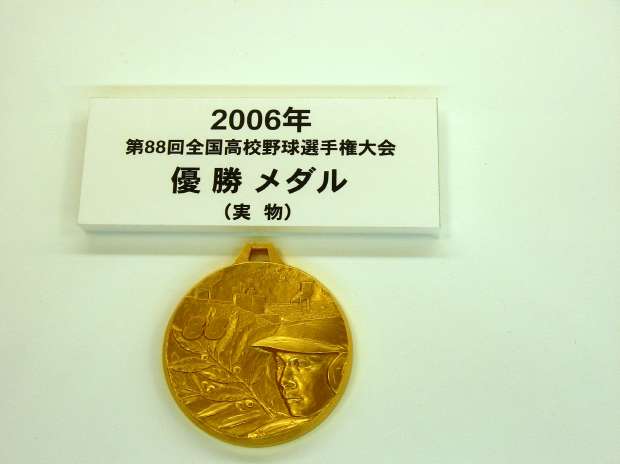 2006年
第88回全国高校野球選手権大会
優勝 メダル
(実 物)
88